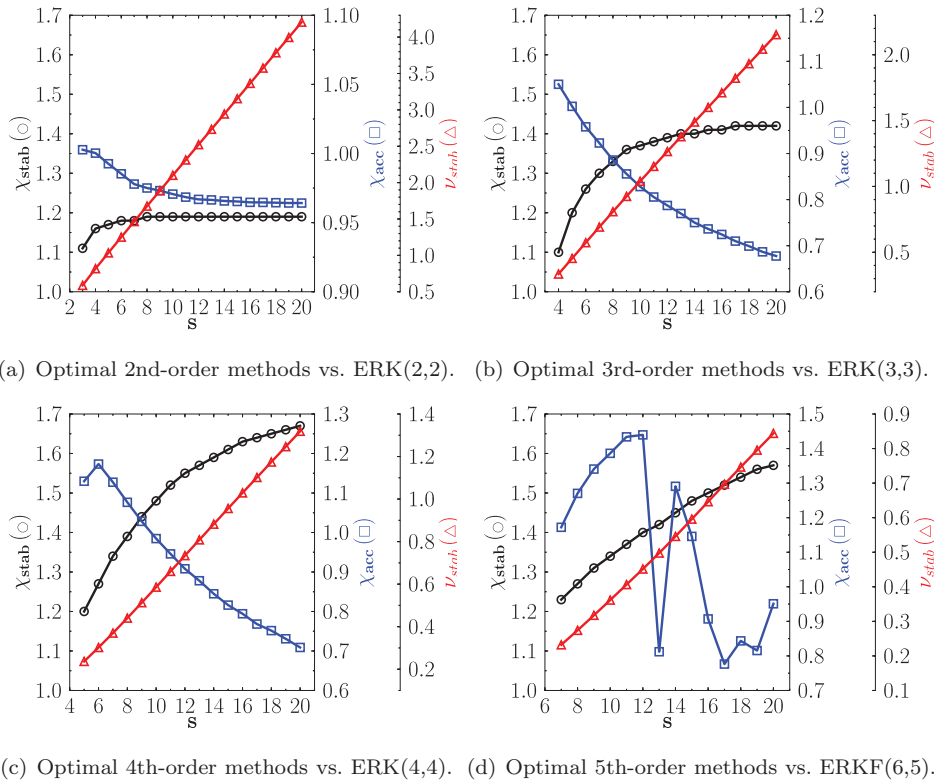 1.7 1.6 1.5 1.4 1.3 1.2 1.1 1.0
χstab (○)
2 4 6 8 10 12 14 16 18 20
s
1.10 1.05 1.00 0.95 0.90
χacc (□)
4.0 3.5 3.0 2.5 2.0 1.5 1.0 0.5
νstab (△)
1.7 1.6 1.5 1.4 1.3 1.2 1.1 1.0
χstab (○)
4 6 8 10 12 14 16 18 20
s
1.2 1.1 1.0 0.9 0.8 0.7 0.6
χacc (□)
2.0 1.5 1.0 0.5
νstab (△)
(a) Optimal 2nd-order methods vs. ERK(2,2).
(b) Optimal 3rd-order methods vs. ERK(3,3).
1.7 1.6 1.5 1.4 1.3 1.2 1.1 1.0
χstab (○)
4 6 8 10 12 14 16 18 20
s
1.3 1.2 1.1 1.0 0.9 0.8 0.7 0.6
χacc (□)
1.4 1.2 1.0 0.8 0.6 0.4 0.2
νstab (△)
1.7 1.6 1.5 1.4 1.3 1.2 1.1 1.0
χstab (○)
6 8 10 12 14 16 18 20
s
1.5 1.4 1.3 1.2 1.1 1.0 0.9 0.8 0.7
χacc (□)
0.9 0.8 0.7 0.6 0.5 0.4 0.3 0.2 0.1
νstab (△)
(c) Optimal 4th-order methods vs. ERK(4,4).
(d) Optimal 5th-order methods vs. ERKF(6,5).